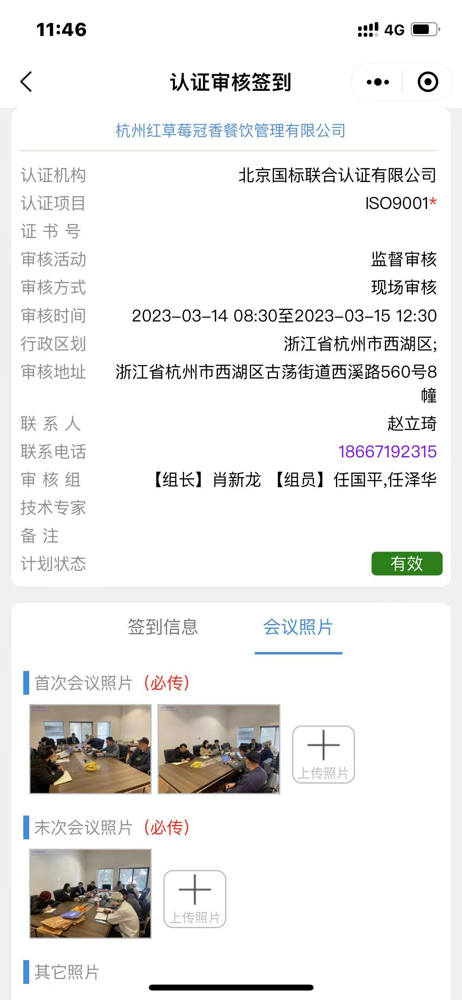 11:46
4G
认证审核签到
杭州红草莓冠香餐饮管理有限公司
认证机构 北京国标联合认证有限公司
认证项目 ISO9001*
证 书 号
审核活动 监督审核
审核方式 现场审核
审核时间 2023-03-14 08:30至2023-03-15 12:30
行政区划 浙江省杭州市西湖区;
审核地址 浙江省杭州市西湖区古荡街道西溪路560号8
幢
联 系 人 赵立琦
联系电话 18667192315
审 核 组 【组长】肖新龙 【组员】任国平,任泽华
技术专家
备 注
计划状态 有效
签到信息 会议照片
首次会议照片 (必传)
上传照片
末次会议照片 (必传)
上传照片
其它照片